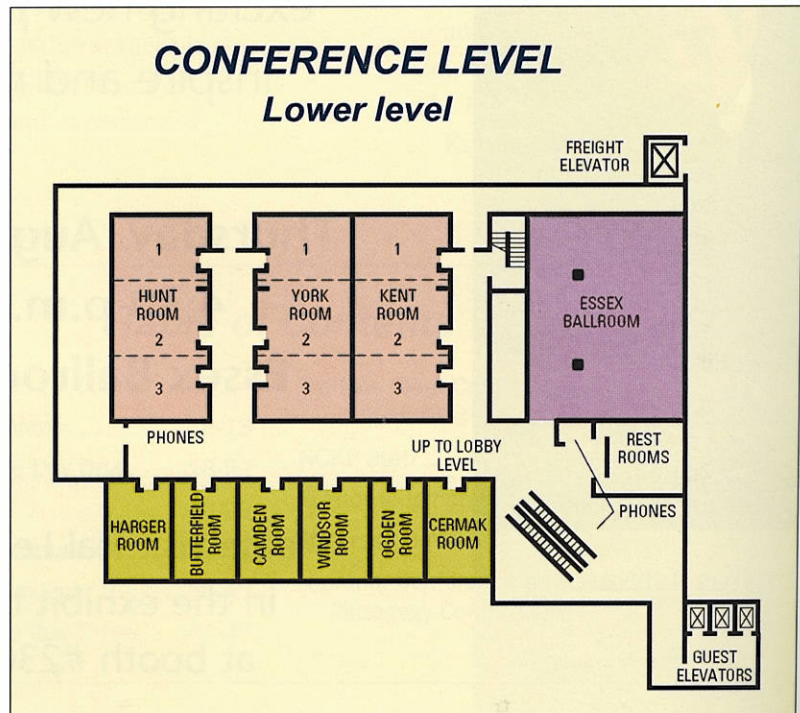 CONFERENCE LEVEL
Lower level
FREIGHT
ELEVATOR
1
HUNT
ROOM
2
3
1
YORK
ROOM
2
3
1
KENT
ROOM
2
3
ESSEX
BALLROOM
PHONES
UP TO LOBBY
LEVEL
REST
ROOMS
PHONES
HARGER
ROOM
BUTTERFIELD
ROOM
CAMDEN
ROOM
WINDSOR
ROOM
OGDEN
ROOM
CERMAK
ROOM
GUEST
ELEVATORS